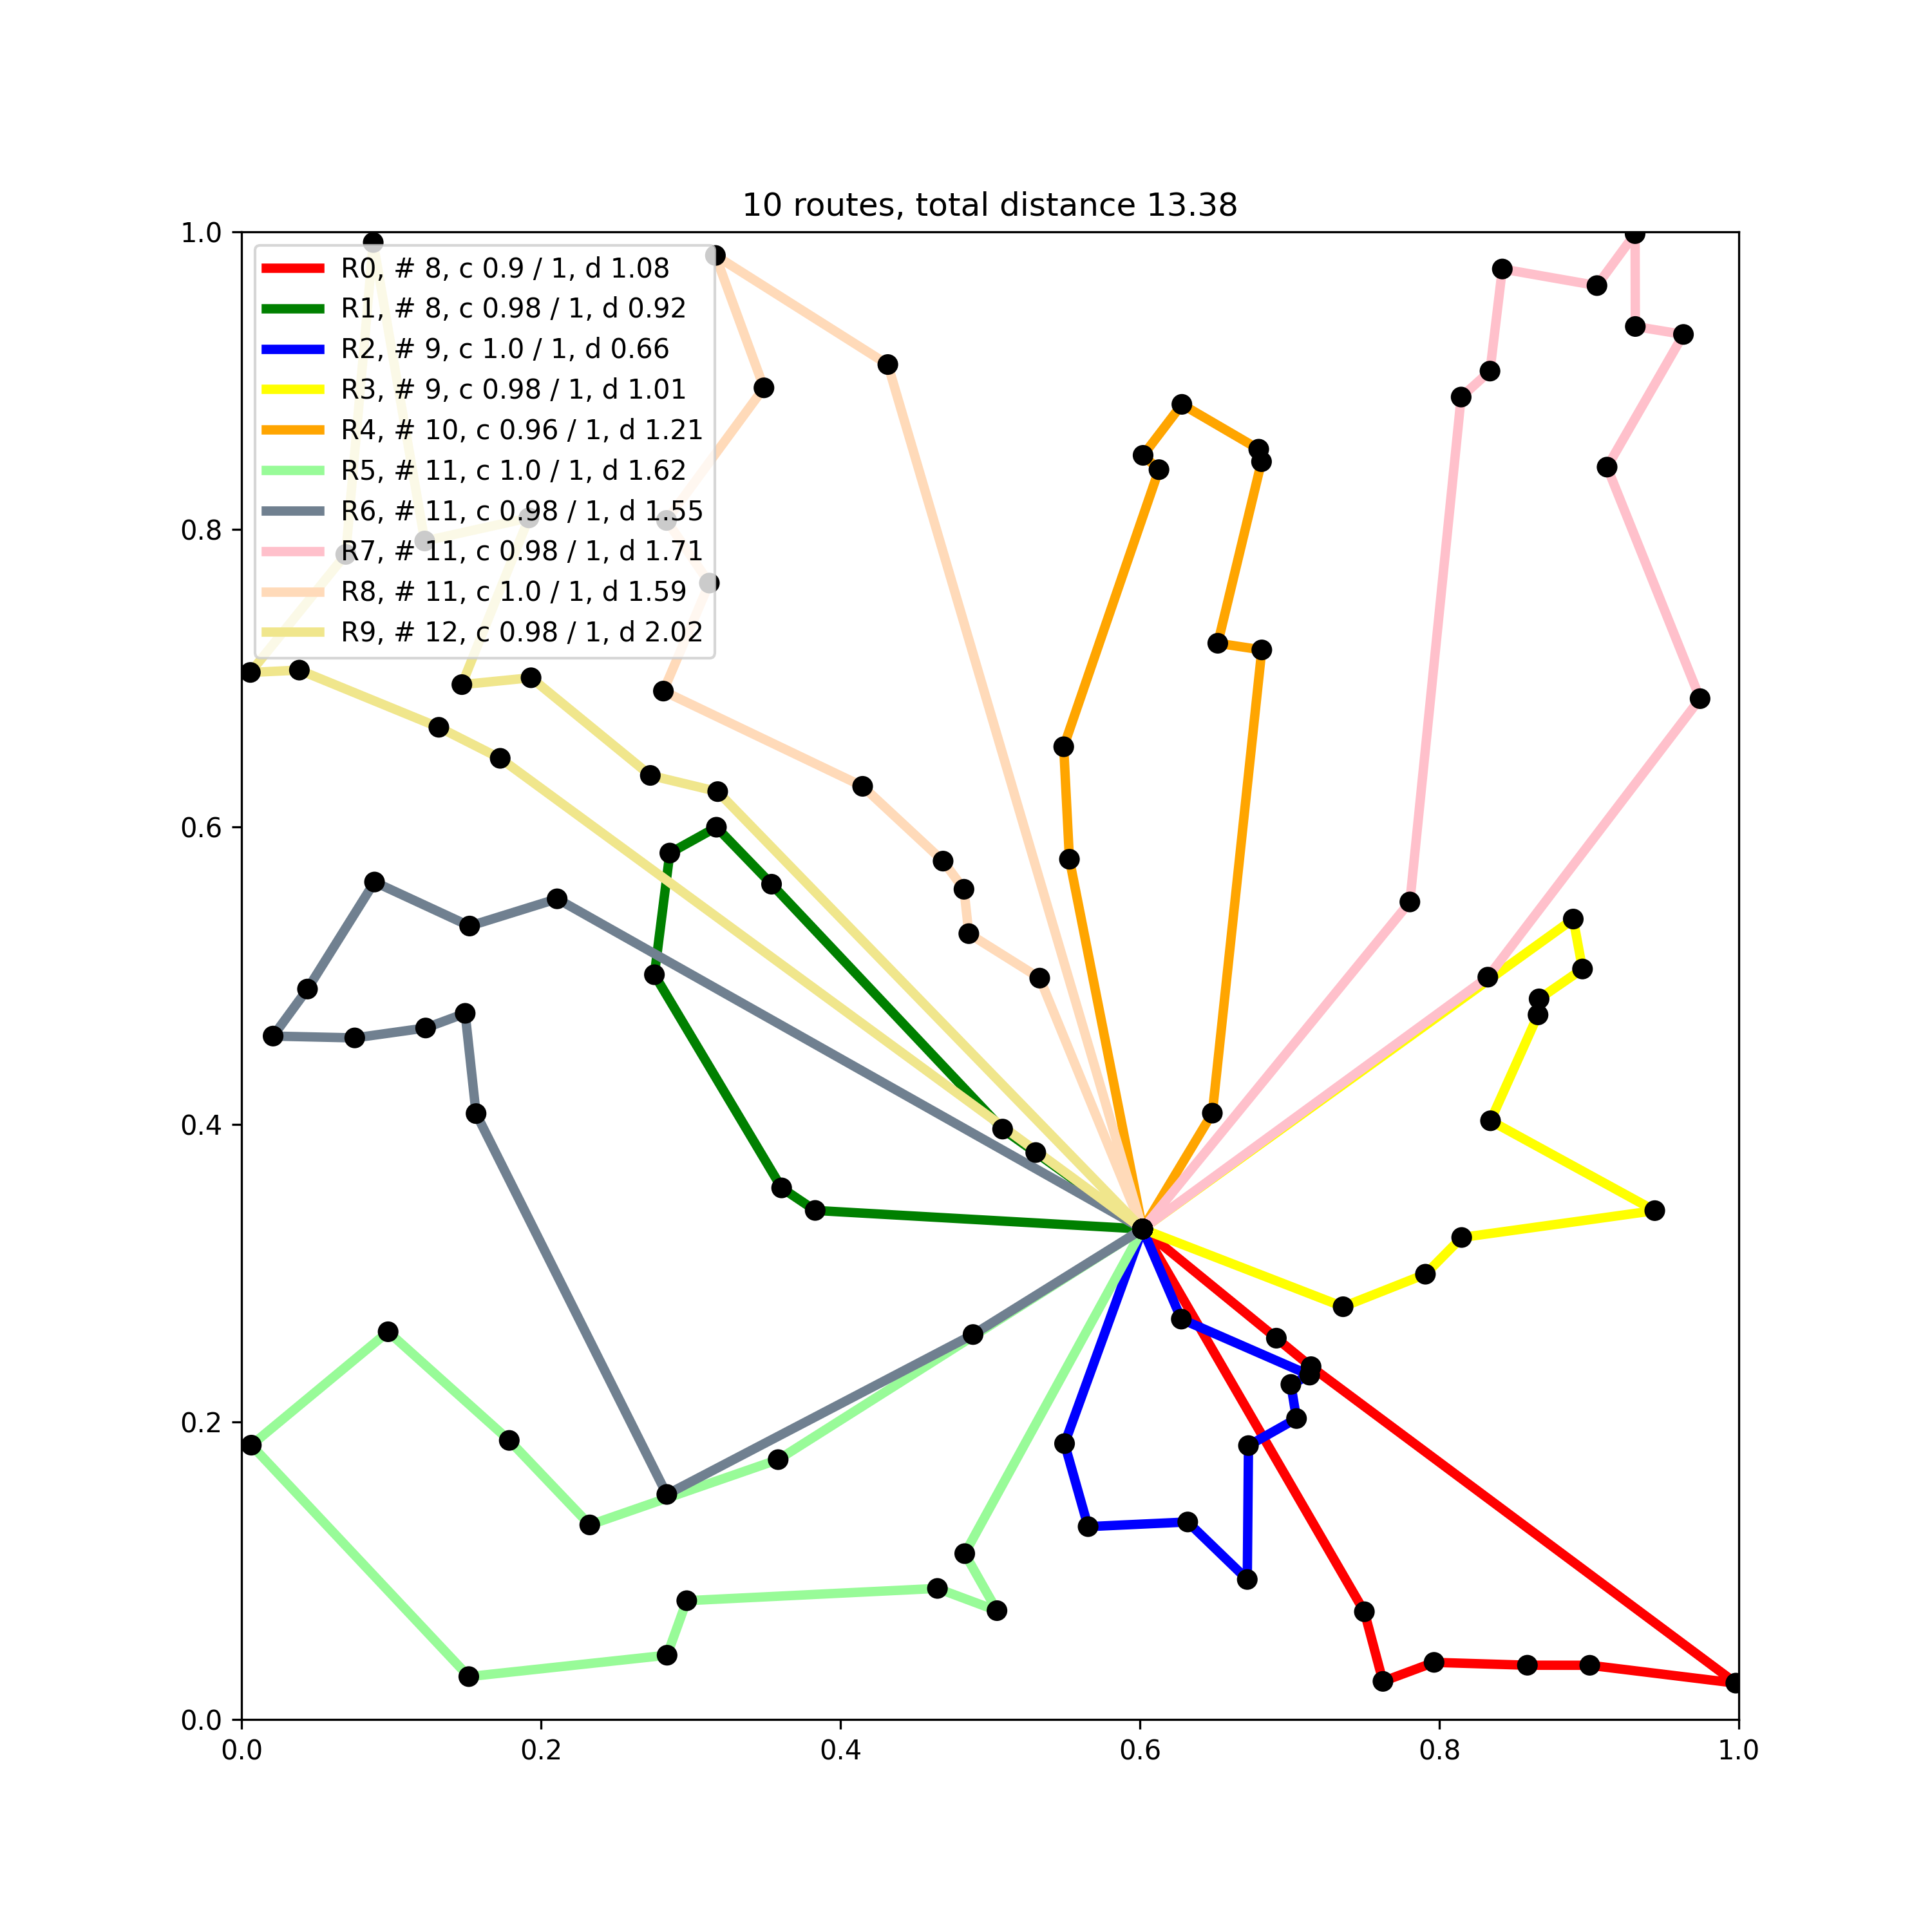 10 routes, total distance 13.38
1.0
R0, # 8, c 0.9 / 1, d 1.08
R1, # 8, c 0.98 / 1, d 0.92
R2, # 9, c 1.0 / 1, d 0.66
R3, # 9, c 0.98 / 1, d 1.01
R4, # 10, c 0.96 / 1, d 1.21
R5, # 11, c 1.0 / 1, d 1.62
R6, # 11, c 0.98 / 1, d 1.55
R7, # 11, c 0.98 / 1, d 1.71
R8, # 11, c 1.0 / 1, d 1.59
R9, # 12, c 0.98 / 1, d 2.02
0.8
0.6
0.4
0.2
0.0
0.0 0.2 0.4 0.6 0.8 1.0